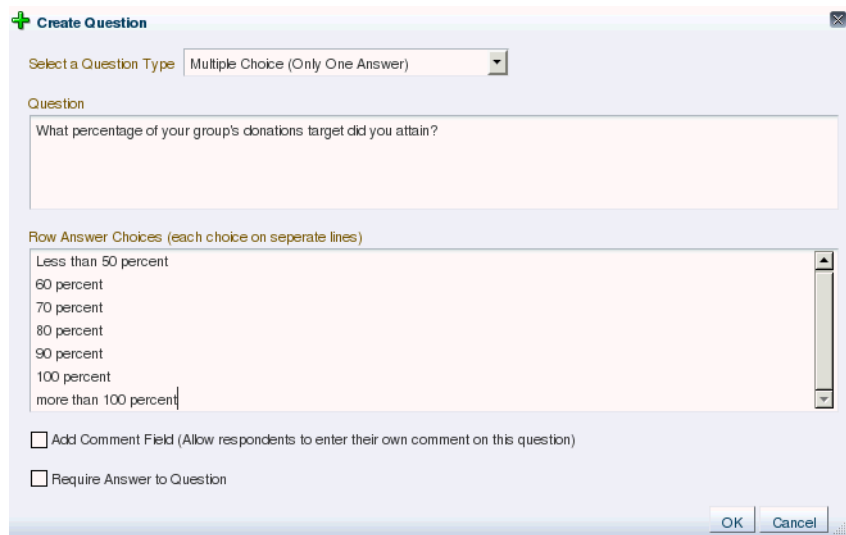 Create Question
Select a Question Type Multiple Choice (Only One Answer)
Question
What percentage of your group's donations target did you attain?
Row Answer Choices (each choice on seperate lines)
Less than 50 percent
60 percent
70 percent
80 percent
90 percent
100 percent
more than 100 percent
Add Comment Field (Allow respondents to enter their own comment on this question)
Require Answer to Question
OK Cancel